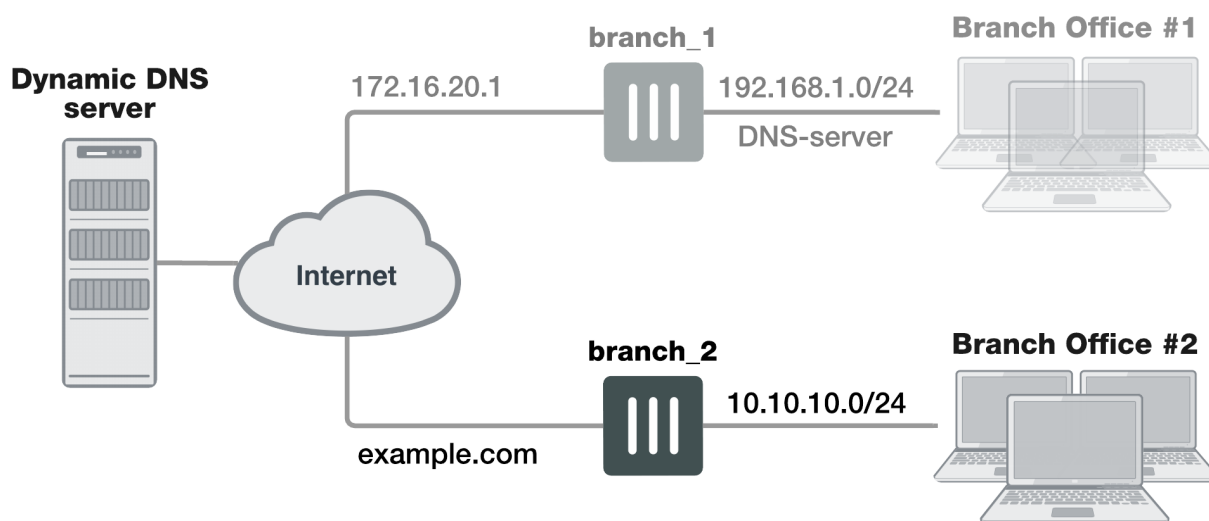 Dynamic DNS
server
Internet
branch_1
172.16.20.1
192.168.1.0/24
DNS-server
Branch Office #1
branch_2
example.com
10.10.10.0/24
Branch Office #2